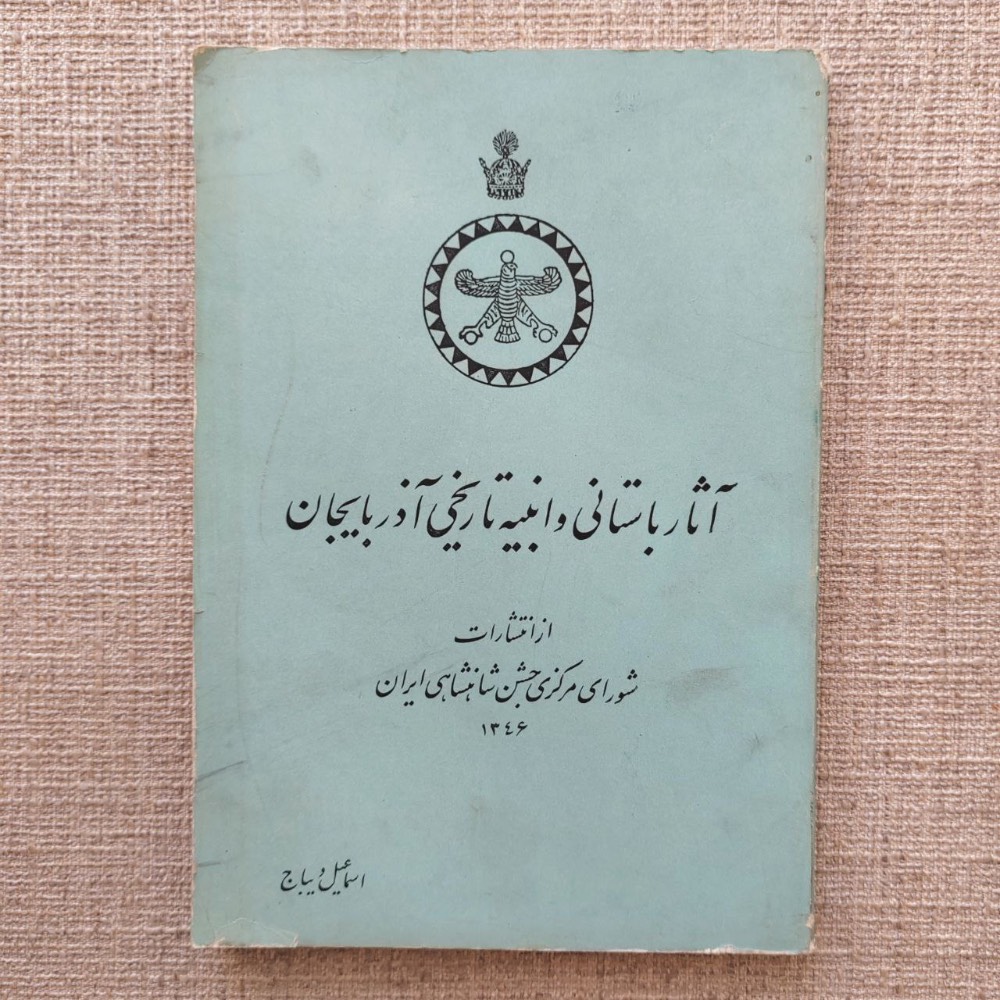 آثار باستانی و ابنیه تاریخی آذربایجان
از انتشارات
شورای مرکزی جشن شاهنشاهی ایران
۱۳۴۶
اسماعیل دیباج